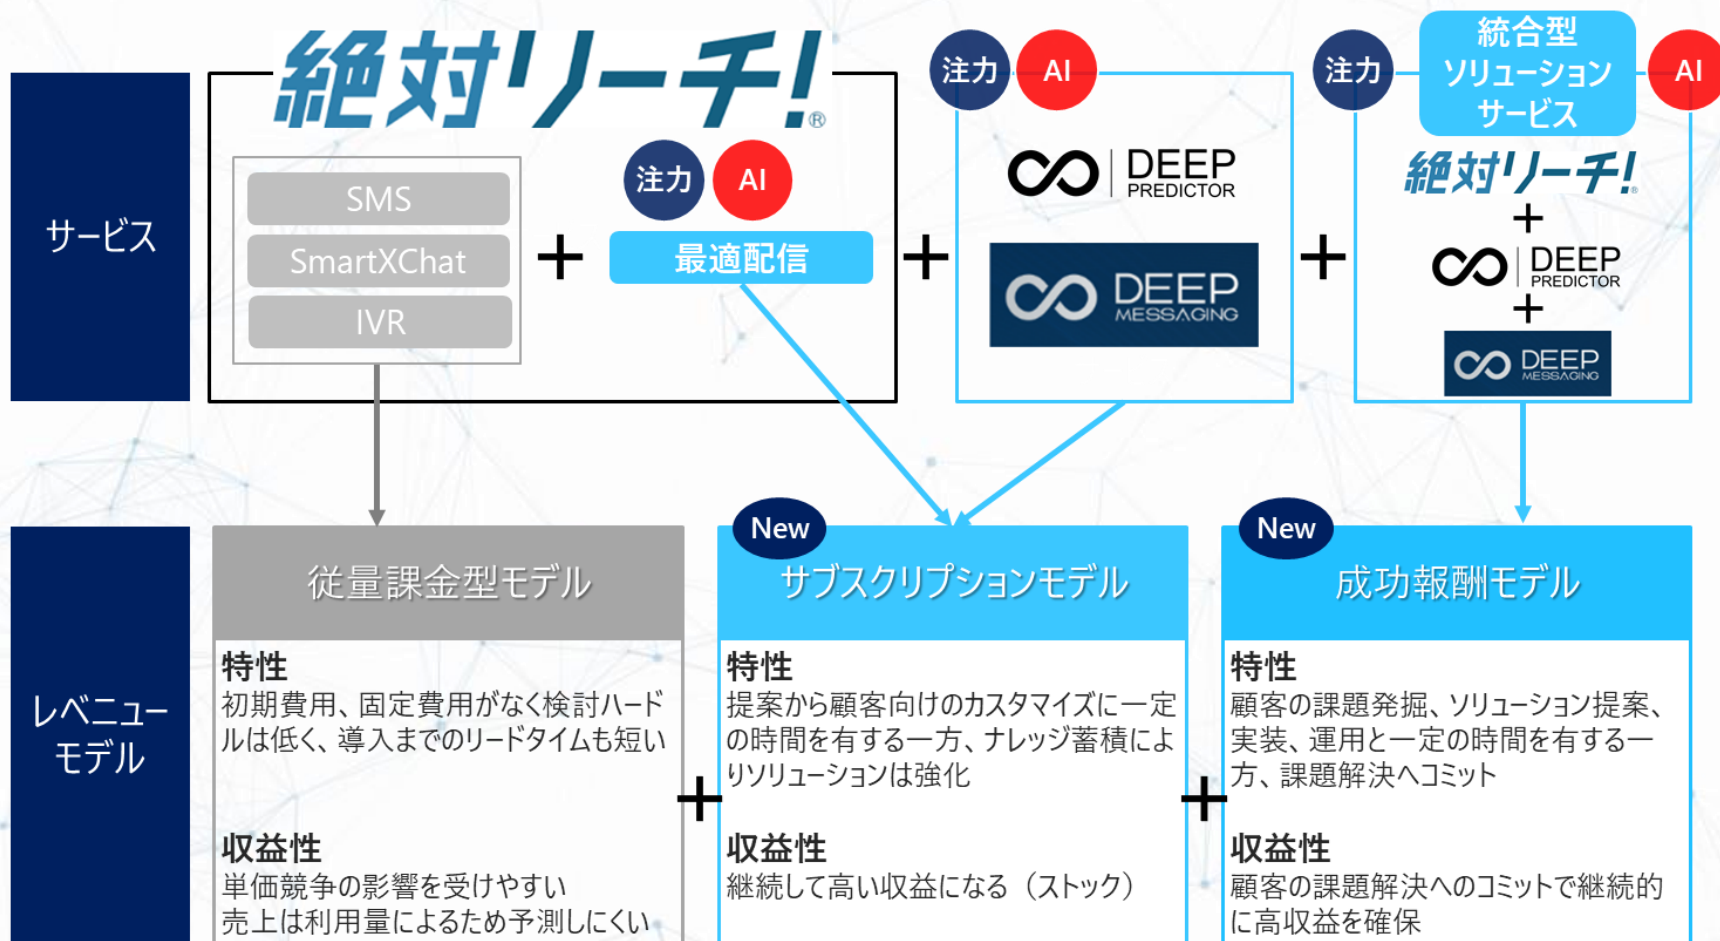 サービス
絶対リーチ!®
SMS
SmartXChat
IVR
+
注力
AI
最適配信
+
注力
AI
DEEP
PREDICTOR
DEEP
MESSAGING
+
注力
統合型
ソリューション
サービス
AI
絶対リーチ!
+
DEEP
PREDICTOR
+
DEEP
MESSAGING
レベニュー
モデル
従量課金型モデル
特性
初期費用、固定費用がなく検討ハード
ルは低く、導入までのリードタイムも短い
収益性
単価競争の影響を受けやすい
売上は利用量によるため予測しにくい
+
New
サブスクリプションモデル
特性
提案から顧客向けのカスタマイズに一定
の時間を有する一方、ナレッジ蓄積によ
りソリューションは強化
収益性
継続して高い収益になる（ストック）
+
New
成功報酬モデル
特性
顧客の課題発掘、ソリューション提案、
実装、運用と一定の時間を有する一
方、課題解決へコミット
収益性
顧客の課題解決へのコミットで継続的
に高収益を確保